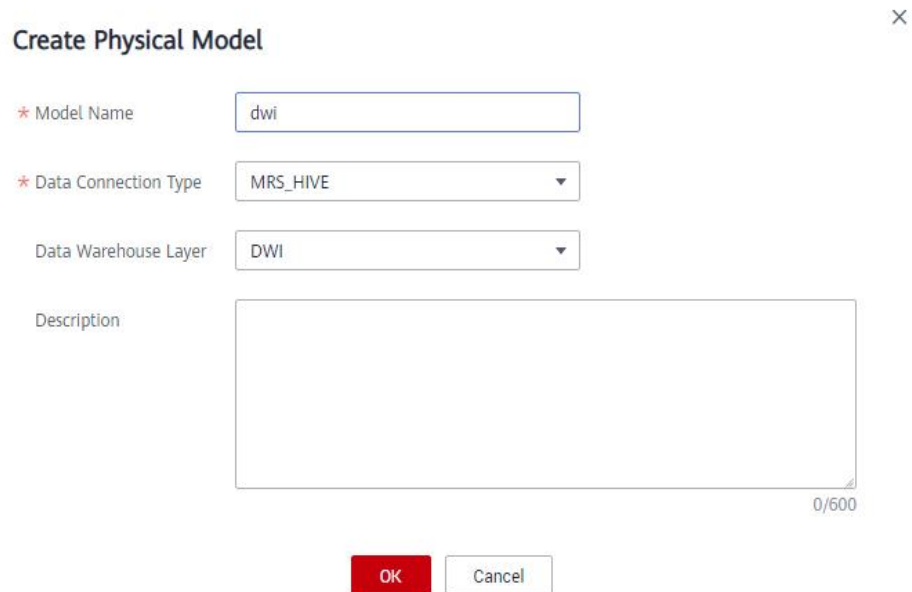 Create Physical Model
* Model Name dwi
* Data Connection Type MRS_HIVE
Data Warehouse Layer DWI
Description
0/600
OK Cancel